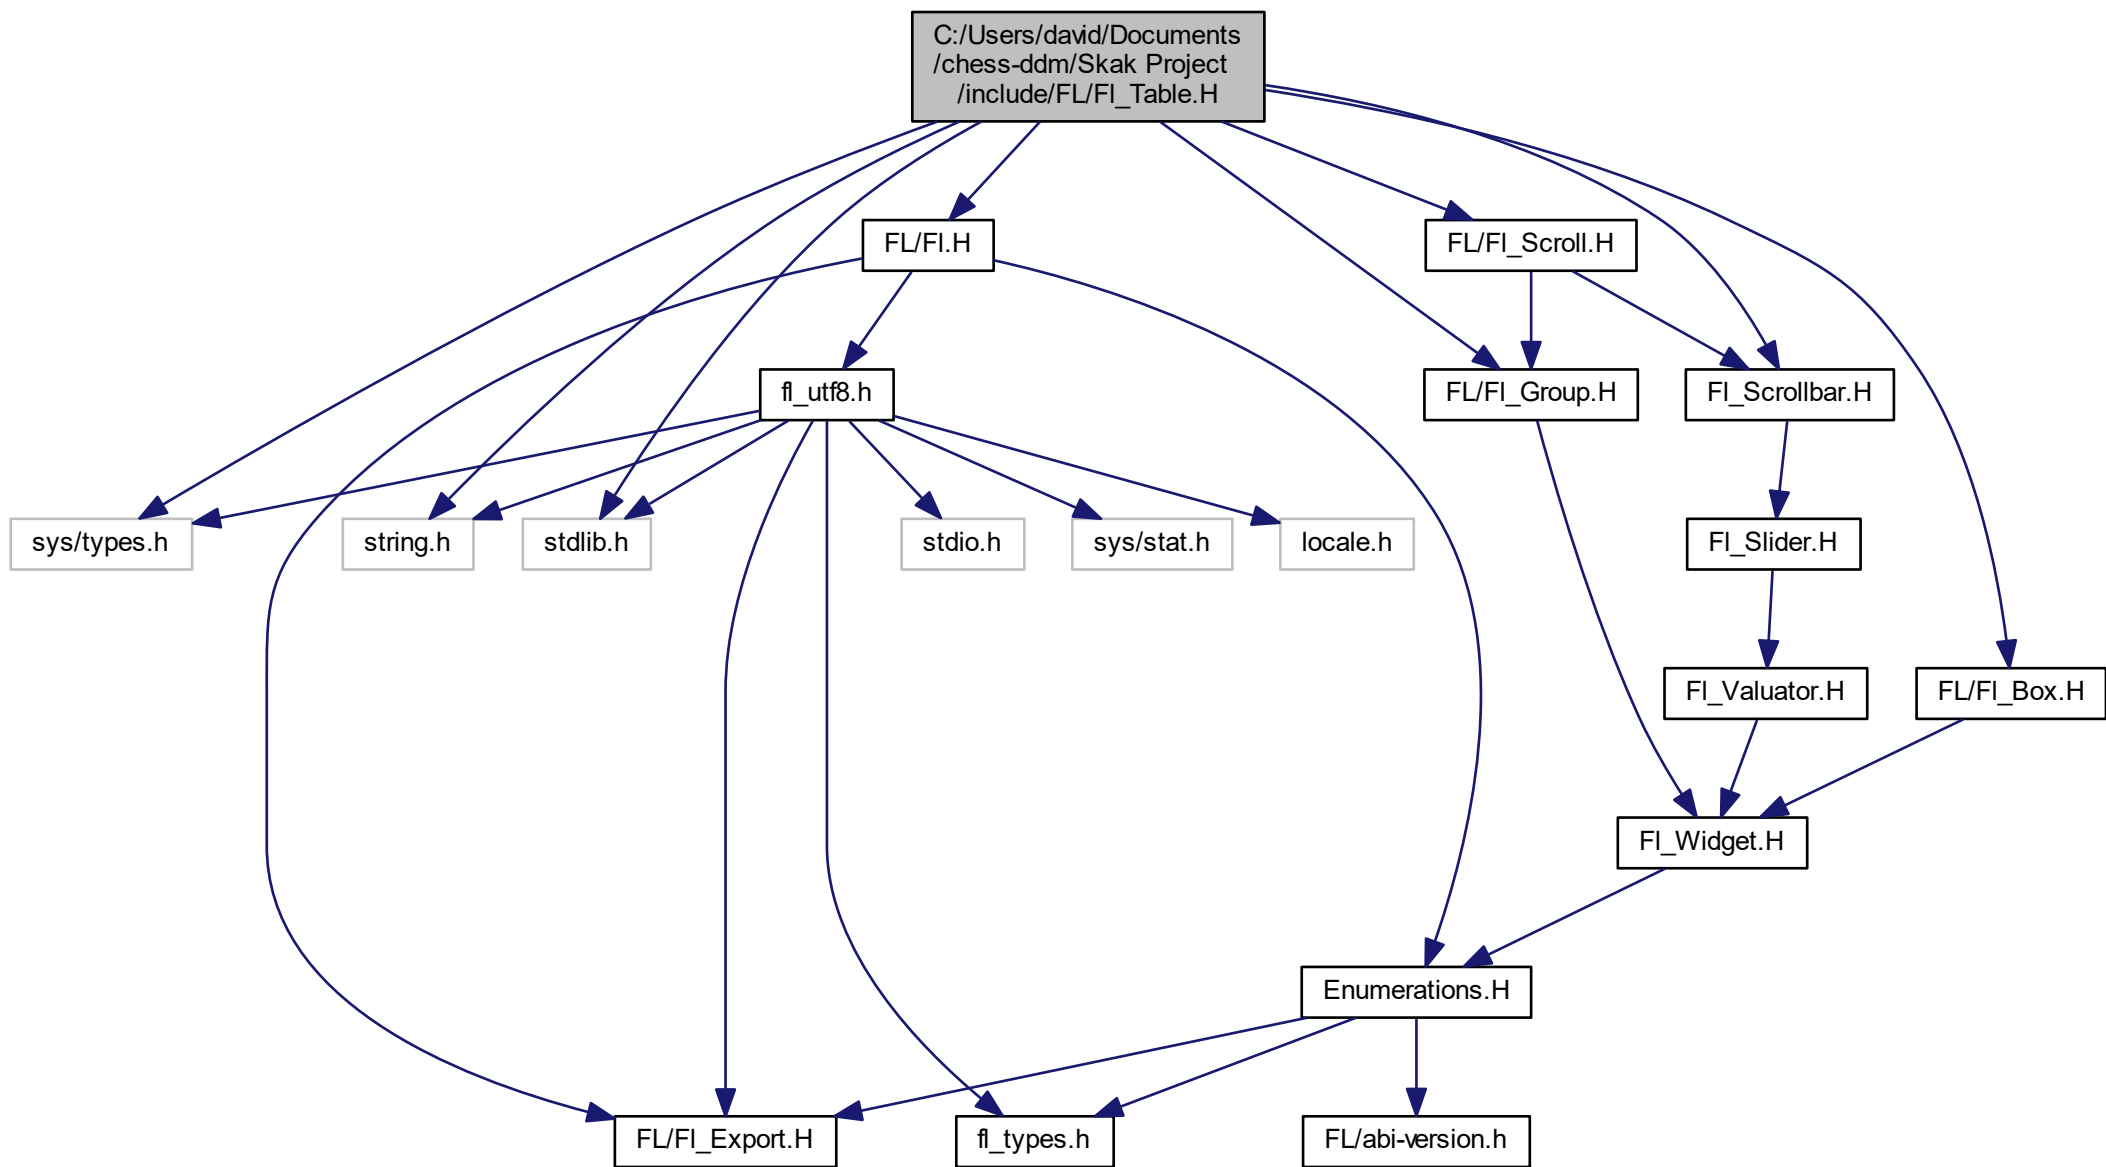 C:/Users/david/Documents
/chess-ddm/Skak Project
/include/FL/Fl_Table.H
FL/Fl.H
FL/Fl_Scroll.H
fl_utf8.h
FL/Fl_Group.H
Fl_Scrollbar.H
sys/types.h
string.h
stdlib.h
stdio.h
sys/stat.h
locale.h
Fl_Slider.H
Fl_Valuator.H
FL/Fl_Box.H
Fl_Widget.H
Enumerations.H
FL/Fl_Export.H
fl_types.h
FL/abi-version.h